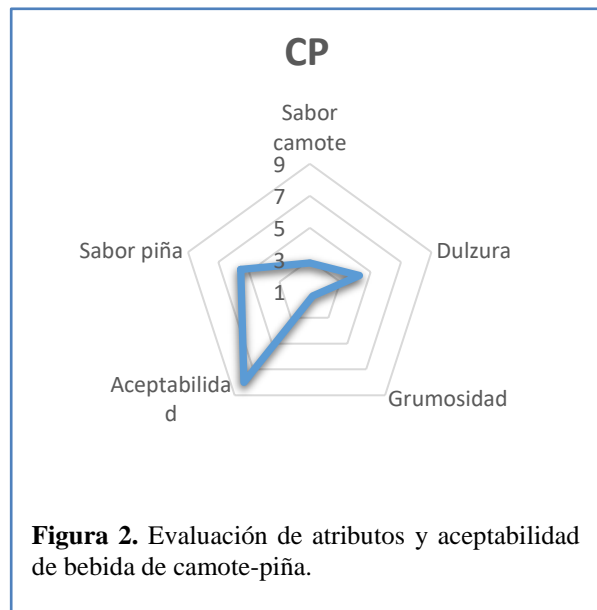 CP
Sabor
camote
9
7
5
3
1
Sabor piña
Dulzura
Aceptabilida
d
Grumosidad
Figura 2. Evaluación de atributos y aceptabilidad
de bebida de camote-piña.